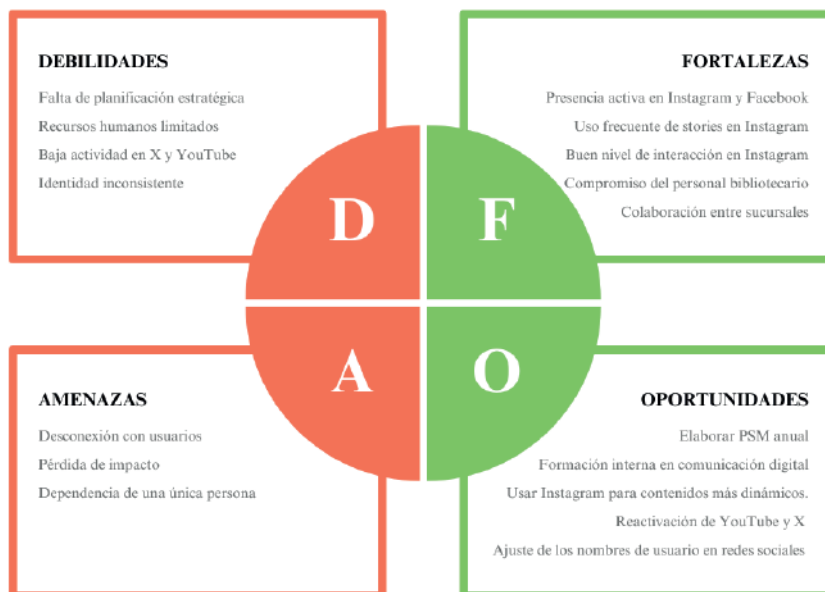 DEBILIDADES
Falta de planificación estratégica
Recursos humanos limitados
Baja actividad en X y YouTube
Identidad inconsistente
FORTALEZAS
Presencia activa en Instagram y Facebook
Uso frecuente de stories en Instagram
Buen nivel de interacción en Instagram
Compromiso del personal bibliotecario
Colaboración entre sucursales
D
F
A
O
AMENAZAS
Desconexión con usuarios
Pérdida de impacto
Dependencia de una única persona
OPORTUNIDADES
Elaborar PSM anual
Formación interna en comunicación digital
Usar Instagram para contenidos más dinámicos.
Reactivación de YouTube y X
Ajuste de los nombres de usuario en redes sociales